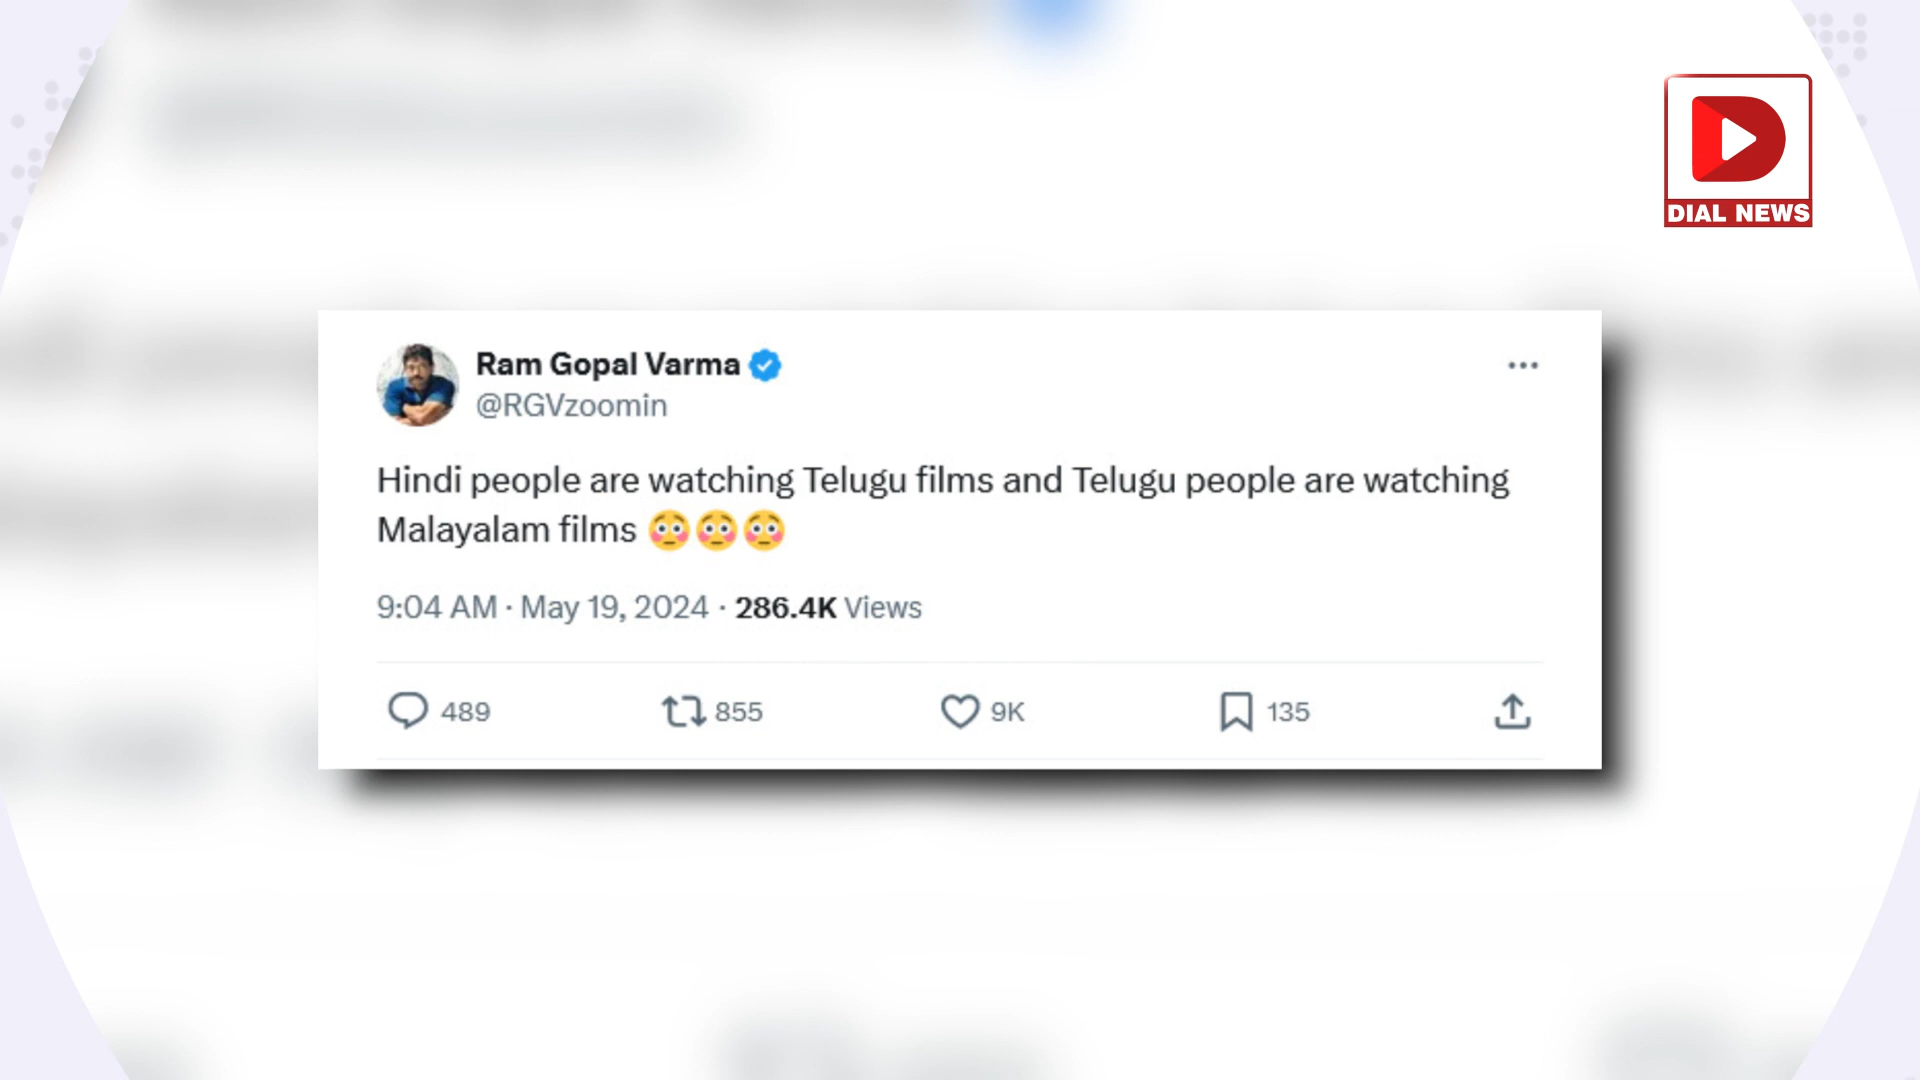 DIAL NEWS
Ram Gopal Varma
@RGVzoomin
Hindi people are watching Telugu films and Telugu people are watching
Malayalam films 😳😳😳
9:04 AM · May 19, 2024 · 286.4K Views
489 855 9K 135